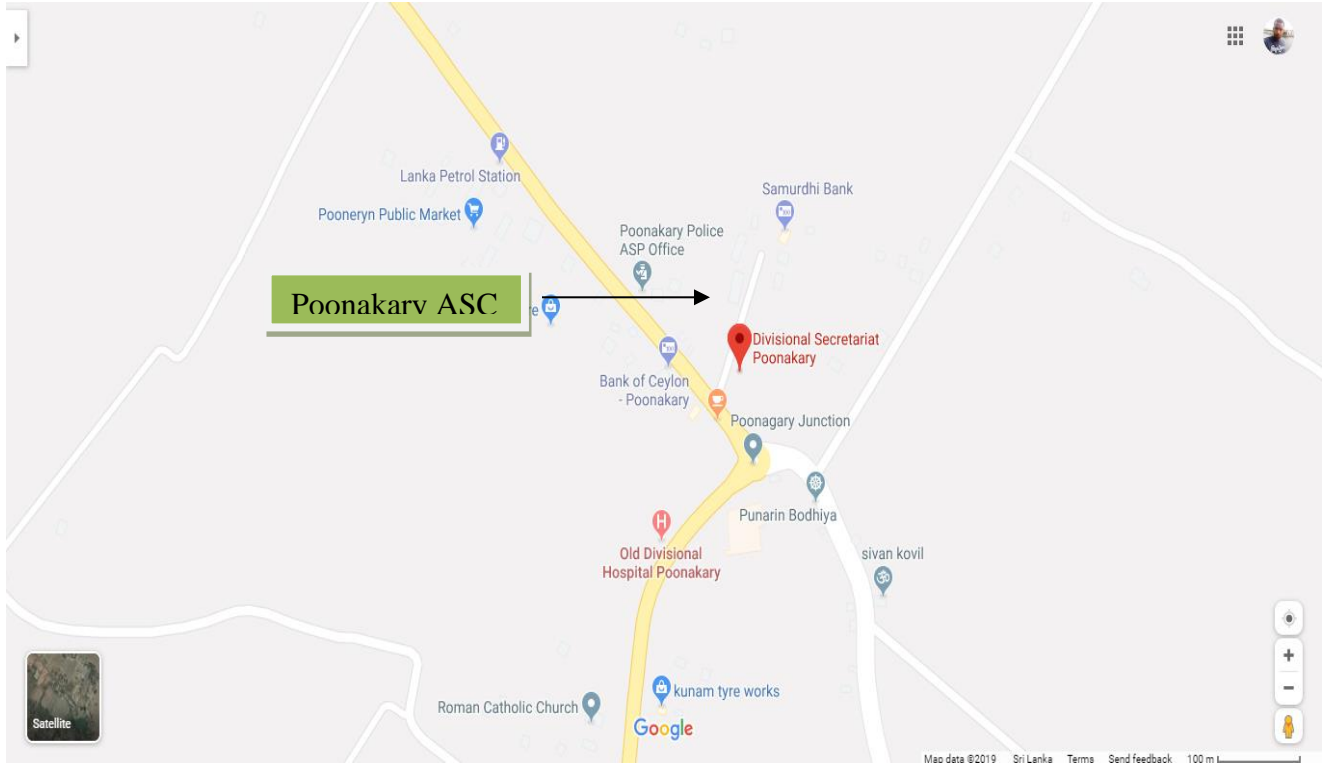 Lanka Petrol Station
Samurdhi Bank
Pooneryn Public Market
Poonakary Police
ASP Office
Poonakary ASC
e
Divisional Secretariat
Poonakary
Bank of Ceylon
- Poonakary
Poonagary Junction
Punarin Bodhiya
H
Old Divisional
Hospital Poonakary
sivan kovil
kunam tyre works
Roman Catholic Church
Satellite
Google
Map data ©2019 Sri Lanka Terms Send feedback 100 m